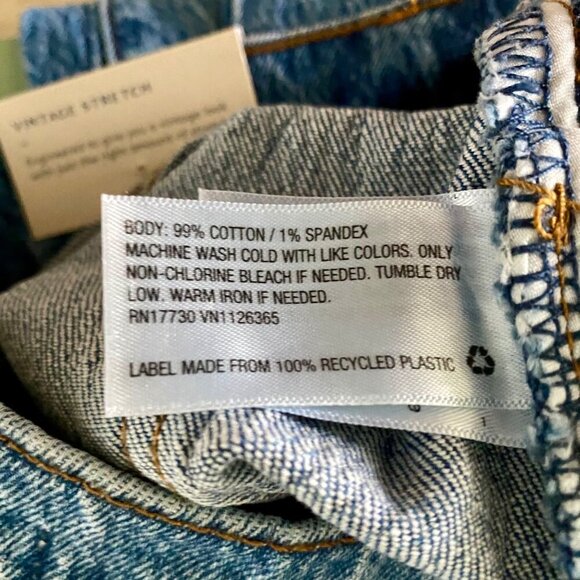 VINTAGE STRETCH
BODY: 99% COTTON / 1% SPANDEX
MACHINE WASH COLD WITH LIKE COLORS. ONLY
NON-CHLORINE BLEACH IF NEEDED. TUMBLE DRY
LOW. WARM IRON IF NEEDED.
RN17730 VN1126365
LABEL MADE FROM 100% RECYCLED PLASTIC